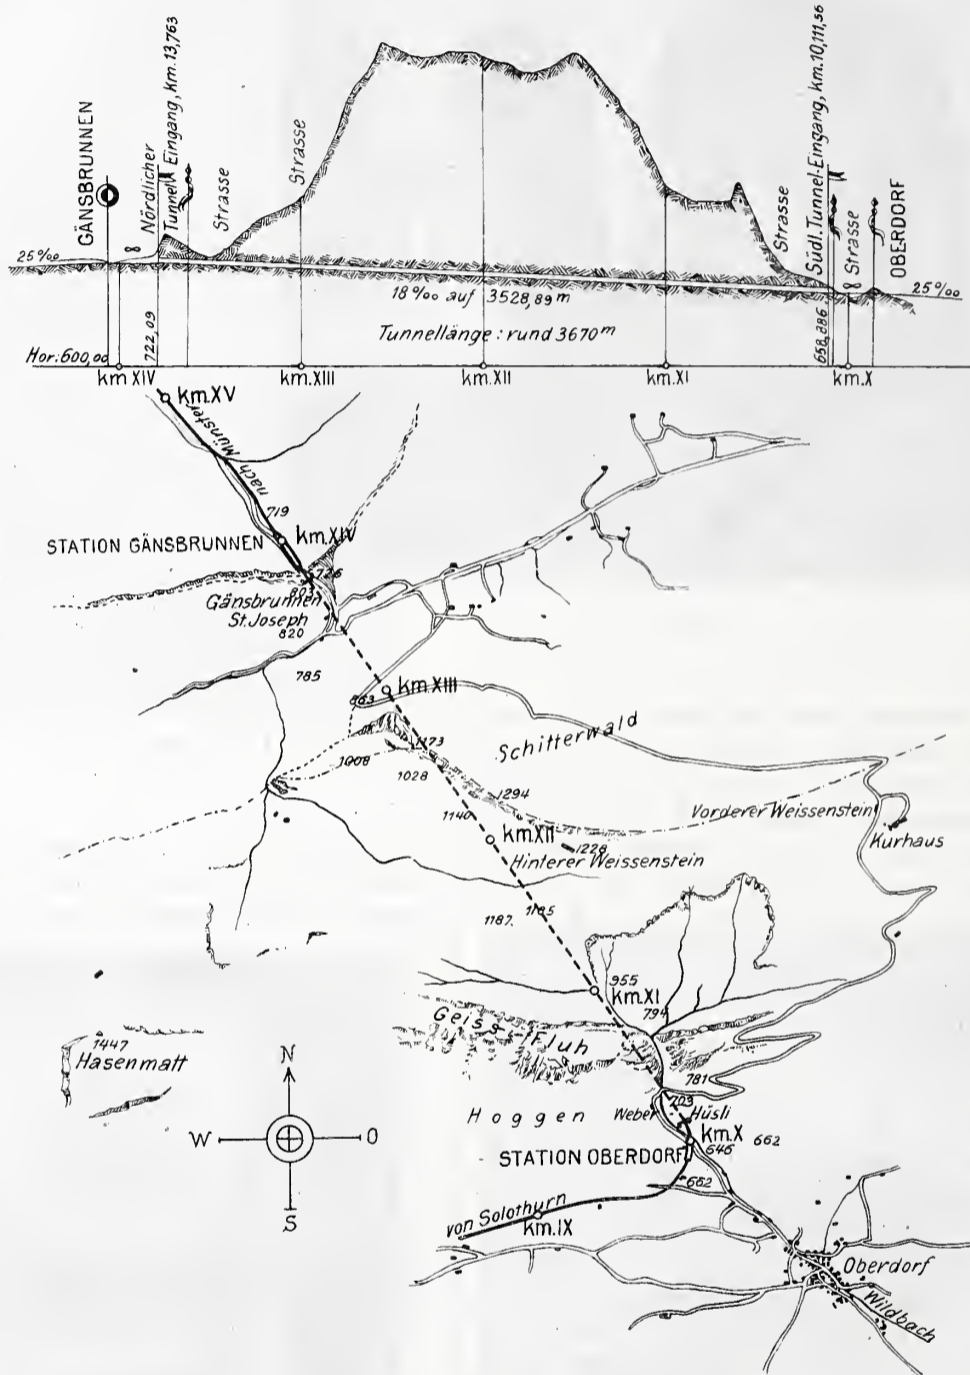 GÄNSBRUNNEN
Nördlicher
Tunnel Eingang, km. 13,763
Strasse
Strasse
Strasse
Südl. Tunnel-Eingang, km. 10,111,56
Strasse
OBERDORF
25‰
18‰ auf 3528,89 m
25‰
722,09
Tunnellänge: rund 3670 m
658,886
Hor: 600,00
km XIV
km. XIII
km. XII
km. XI
km. X
km. XV
nach Münster
719
STATION GÄNSBRUNNEN
km. XIV
726
803
Gänsbrunnen
St. Joseph
820
785
863
km. XIII
1173
Schitterwald
1008
1028
1294
1140
Vorderer Weissenstein
km. XII
1228
Kurhaus
Hinterer Weissenstein
1187.
1185
955
km. XI
794
Geiss Fluh
1447
Hasenmatt
N
781
703
Hoggen
Weber
Hüsli
W
O
km. X
662
646
STATION OBERDORF
662
S
von Solothurn
km. IX
Oberdorf
Wildbach